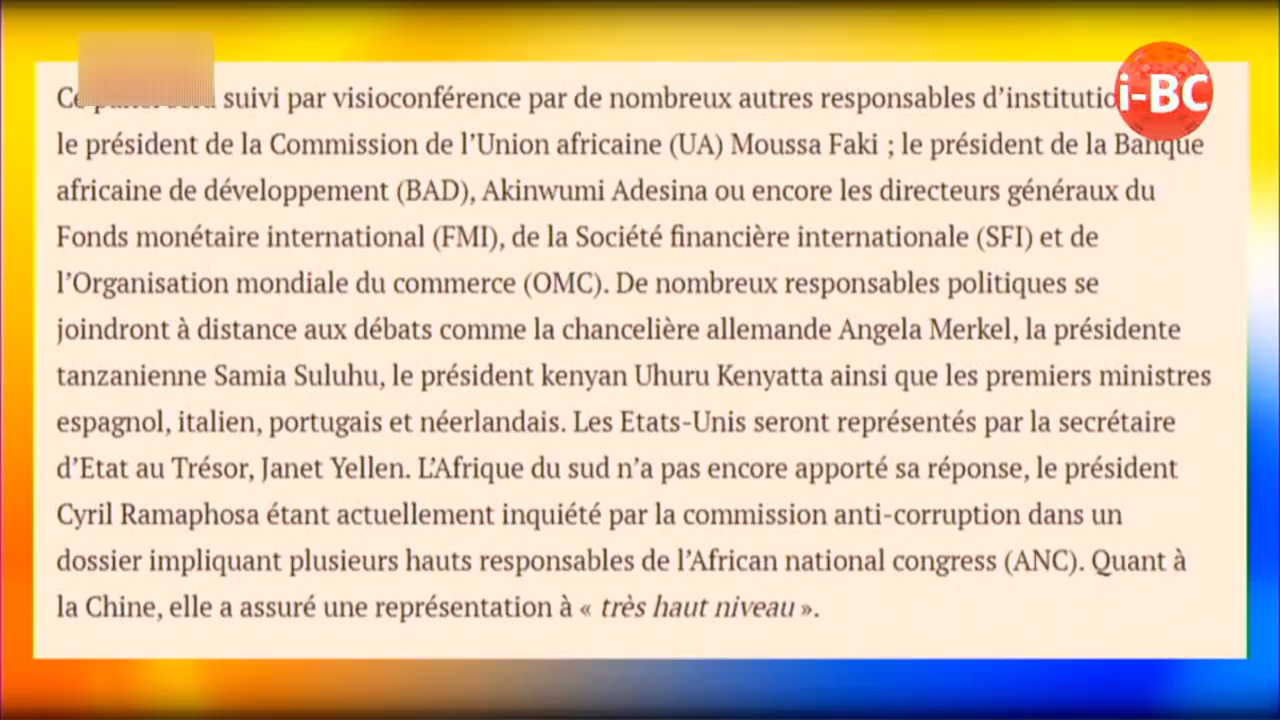 Ce suivi par visioconférence par de nombreux autres responsables d'institutio
i-BC
le président de la Commission de l'Union africaine (UA) Moussa Faki ; le président de la Banque
africaine de développement (BAD), Akinwumi Adesina ou encore les directeurs généraux du
Fonds monétaire international (FMI), de la Société financière internationale (SFI) et de
l'Organisation mondiale du commerce (OMC). De nombreux responsables politiques se
joindront à distance aux débats comme la chancelière allemande Angela Merkel, la présidente
tanzanienne Samia Suluhu, le président kenyan Uhuru Kenyatta ainsi que les premiers ministres
espagnol, italien, portugais et néerlandais. Les Etats-Unis seront représentés par la secrétaire
d'Etat au Trésor, Janet Yellen. L'Afrique du sud n'a pas encore apporté sa réponse, le président
Cyril Ramaphosa étant actuellement inquiété par la commission anti-corruption dans un
dossier impliquant plusieurs hauts responsables de l'African national congress (ANC). Quant à
la Chine, elle a assuré une représentation à « très haut niveau ».